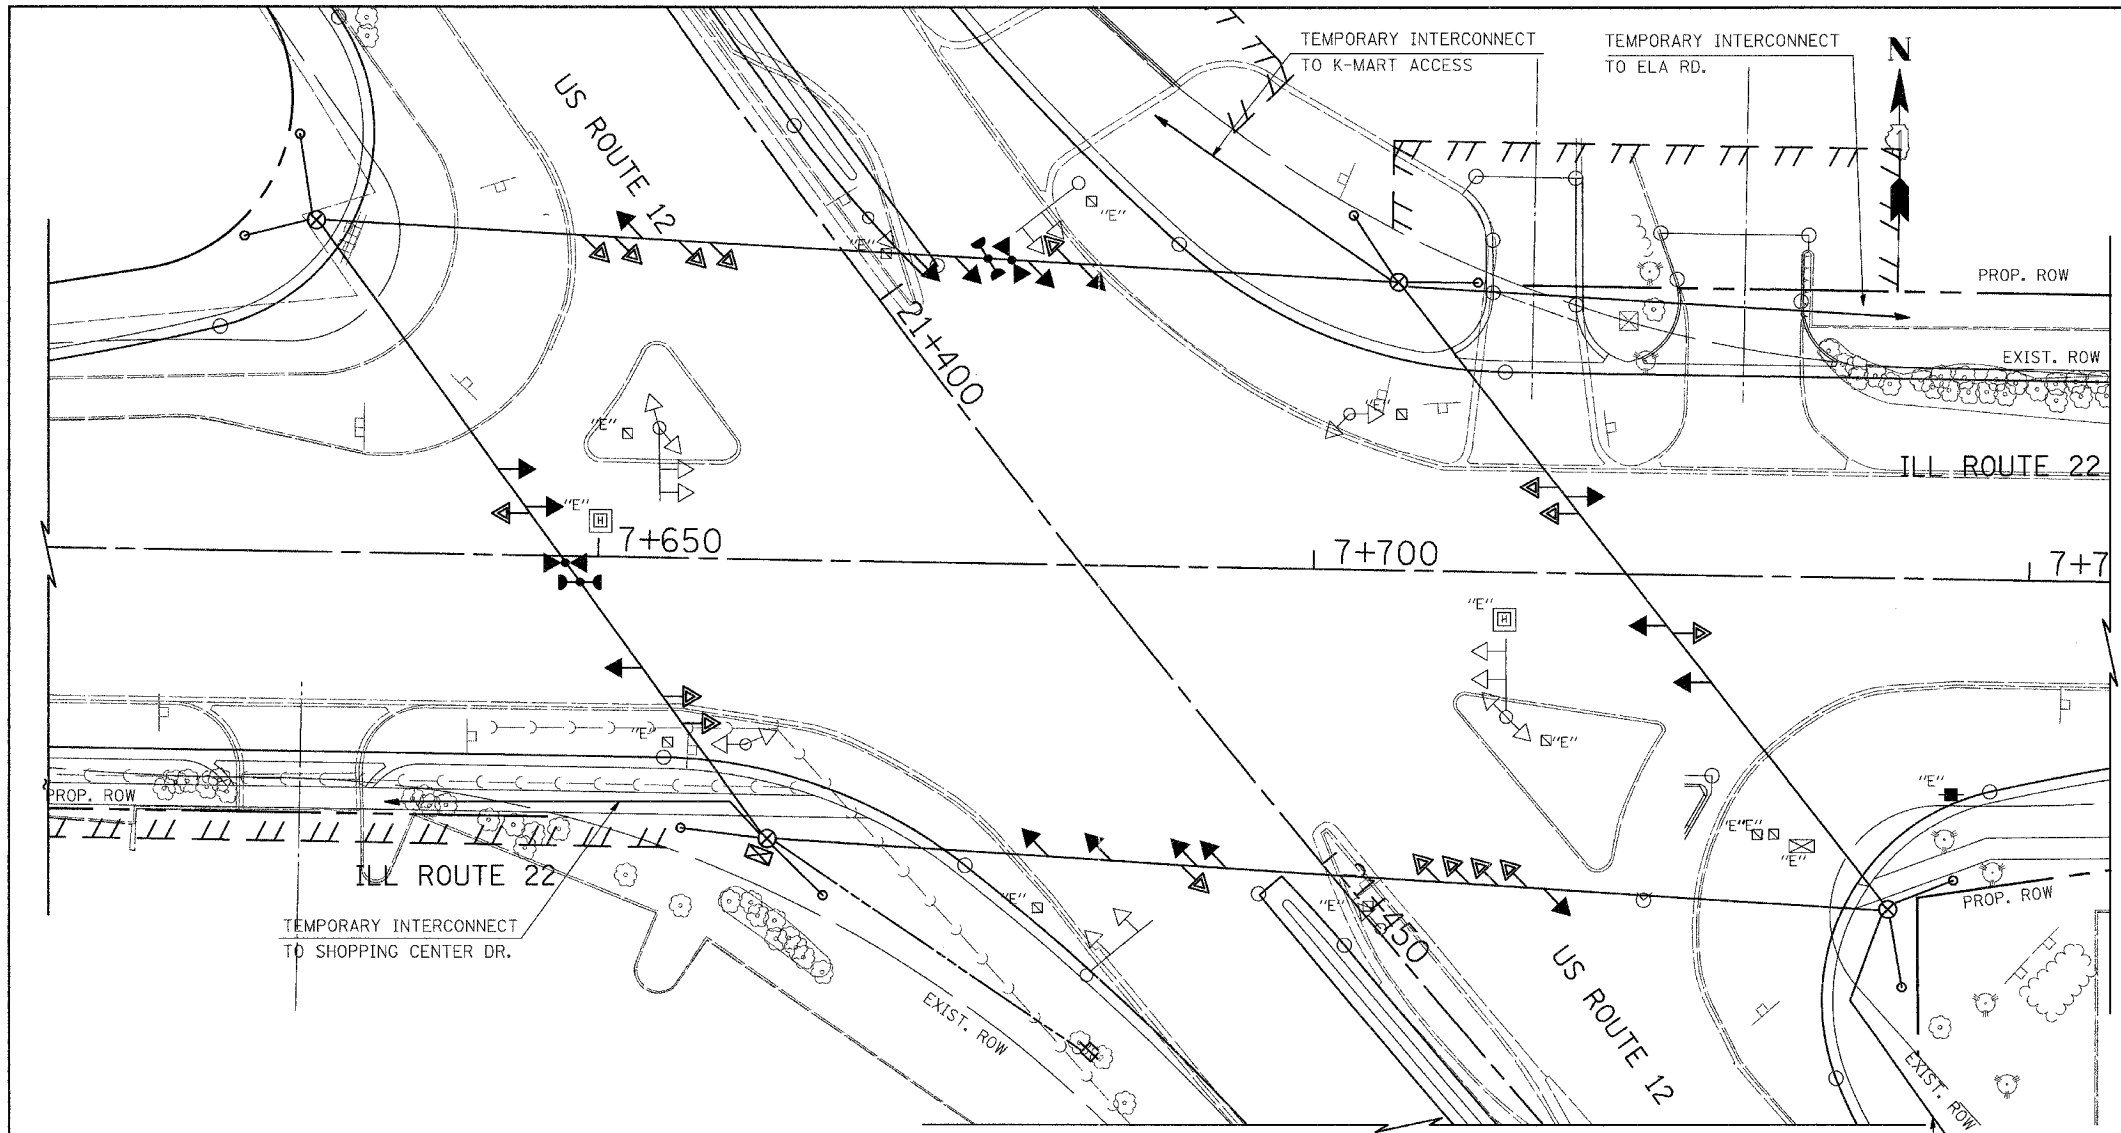 TEMPORARY INTERCONNECT
TO K-MART ACCESS
TEMPORARY INTERCONNECT
TO ELA RD.
N
US ROUTE 12
"E"
"E"
PROP. ROW
21+400
EXIST. ROW
"E"
"E"
ILL ROUTE 22
"E"
H
7+650
7+700
7+7
"E"
H
"E"
"E"
"E"
PROP. ROW
"E"
"E"
"E"
ILL ROUTE 22
"E"
"E"
21+450
PROP. ROW
TEMPORARY INTERCONNECT
TO SHOPPING CENTER DR.
EXIST. ROW
US ROUTE 12
EXIST. ROW